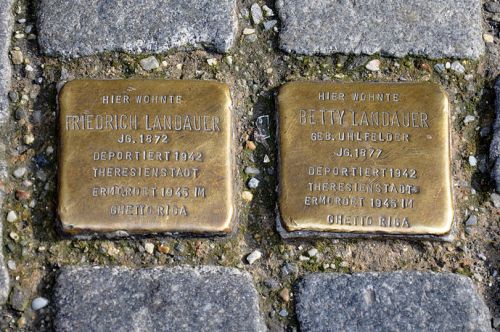 HIER WOHNTE
FRIEDRICH LANDAUER
JG. 1872
DEPORTIERT 1942
THERESIENSTADT
ERMORDET 1945 IM
GHETTO RIGA
HIER WOHNTE
BETTY LANDAUER
GEB. UHLFELDER
JG. 1877
DEPORTIERT 1942
THERESIENSTADT
ERMORDET 1945 IM
GHETTO RIGA